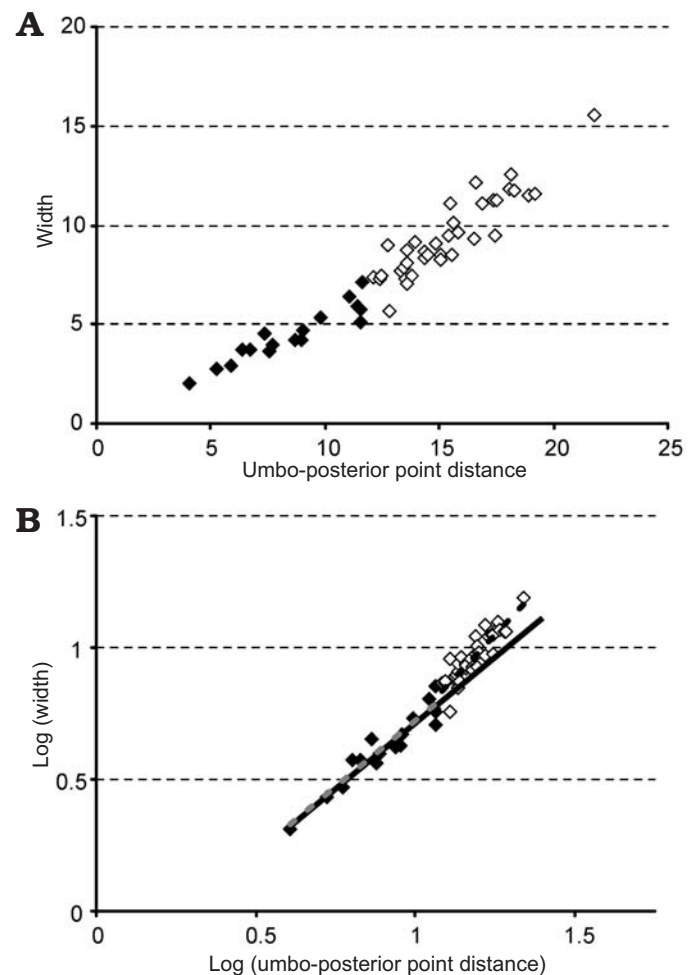 A
20
15
10
5
0
Width
0 5 10 15 20 25
Umbo-posterior point distance
B
1.5
1
0.5
0
Log (width)
0 0.5 1 1.5
Log (umbo-posterior point distance)